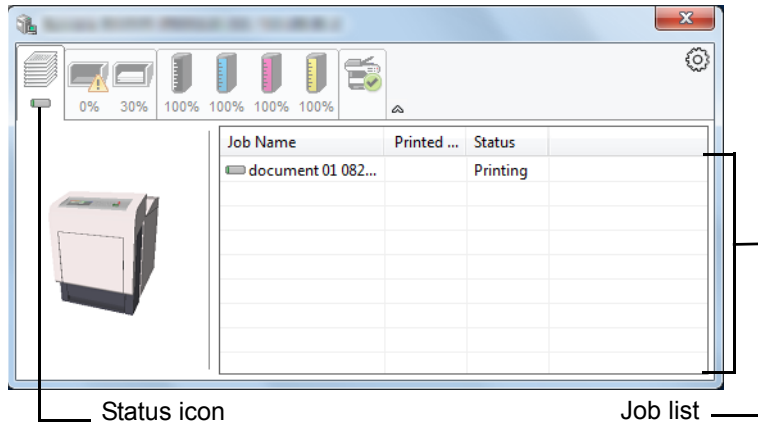 0% 30% 100% 100% 100% 100%
Job Name Printed ... Status
document 01 082... Printing
Status icon Job list